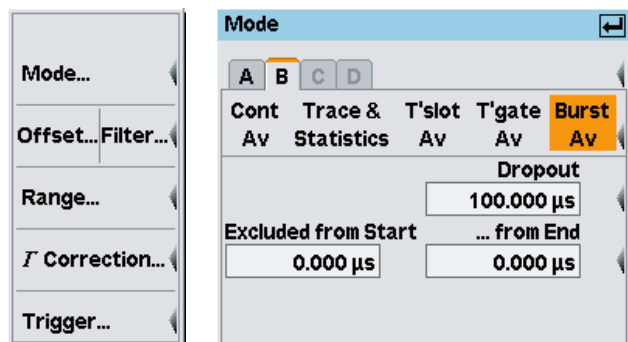 Mode...
Offset... Filter...
Range...
Γ Correction...
Trigger...
Mode
A B C D
Cont Trace & T'slot T'gate Burst
Av Statistics Av Av Av
Dropout
100.000 µs
Excluded from Start ... from End
0.000 µs 0.000 µs